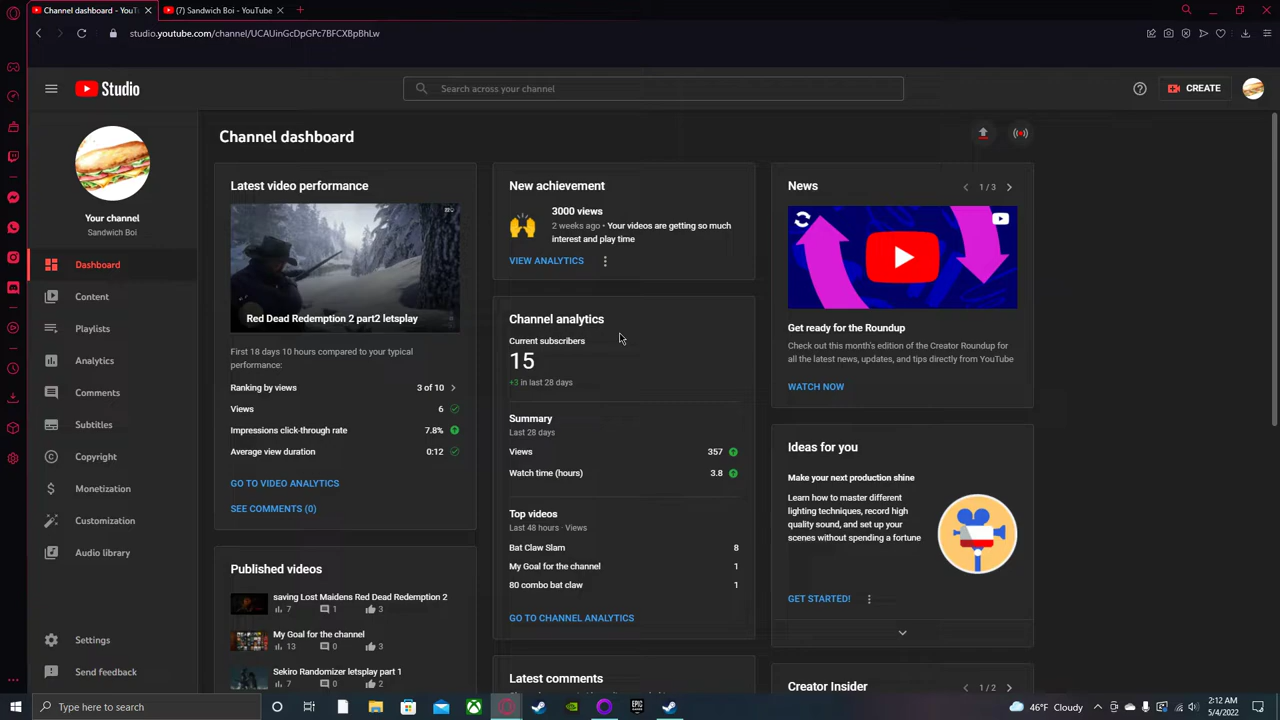 Channel dashboard - YouT
(7) Sandwich Boi - YouTube
studio.youtube.com/channel/UCAUinGcDpGPc7BFCXBpBhLw
Studio
Search across your channel
CREATE
Your channel
Sandwich Boi
Dashboard
Content
Playlists
Analytics
Comments
Subtitles
Copyright
Monetization
Customization
Audio library
Settings
Send feedback
Channel dashboard
Latest video performance
Red Dead Redemption 2 part2 letsplay
First 18 days 10 hours compared to your typical
performance:
Ranking by views 3 of 10
Views 6
Impressions click-through rate 7.8%
Average view duration 0:12
GO TO VIDEO ANALYTICS
SEE COMMENTS (0)
Published videos
saving Lost Maidens Red Dead Redemption 2
7 1 3
My Goal for the channel
13 0 3
Sekiro Randomizer letsplay part 1
7 0 2
New achievement
3000 views
2 weeks ago • Your videos are getting so much
interest and play time
VIEW ANALYTICS
Channel analytics
Current subscribers
15
+3 in last 28 days
Summary
Last 28 days
Views 357
Watch time (hours) 3.8
Top videos
Last 48 hours · Views
Bat Claw Slam 8
My Goal for the channel 1
80 combo bat claw 1
GO TO CHANNEL ANALYTICS
Latest comments
News 1 / 3
Get ready for the Roundup
Check out this month's edition of the Creator Roundup for
all the latest news, updates, and tips directly from YouTube
WATCH NOW
Ideas for you
Make your next production shine
Learn how to master different
lighting techniques, record high
quality sound, and set up your
scenes without spending a fortune
GET STARTED!
Creator Insider 1 / 2
Type here to search
EPIC
46°F Cloudy
2:12 AM
5/4/2022